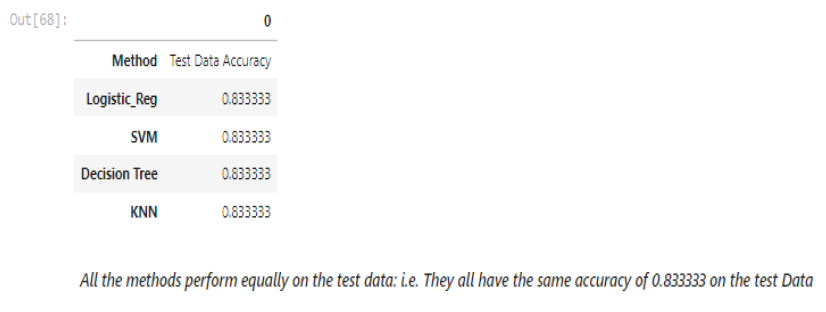 Out[68]:
0
Method Test Data Accuracy
Logistic_Reg 0.833333
SVM 0.833333
Decision Tree 0.833333
KNN 0.833333
All the methods perform equally on the test data: i.e. They all have the same accuracy of 0.833333 on the test Data